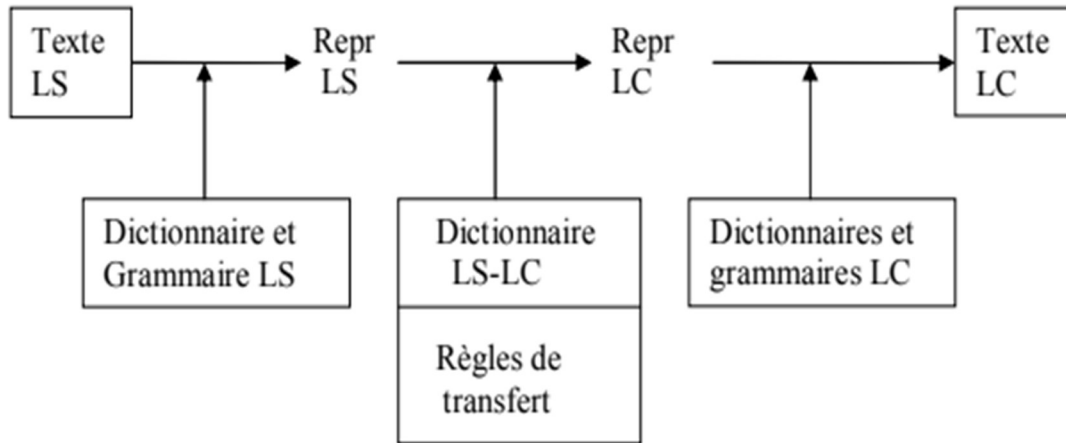 Texte
LS
Repr
LS
Repr
LC
Texte
LC
Dictionnaire et
Grammaire LS
Dictionnaire
LS-LC
Règles de
transfert
Dictionnaires et
grammaires LC